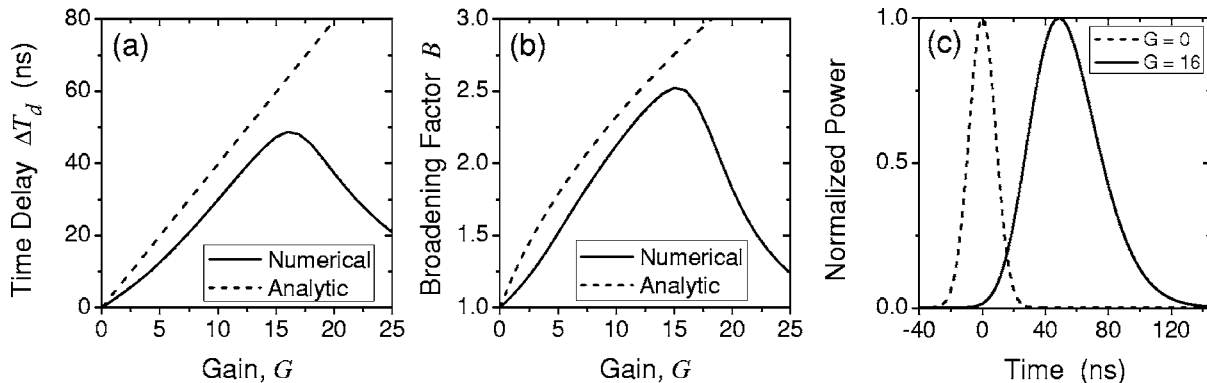 (a)
Time Delay ΔT_d (ns)
80
60
40
20
0
Numerical
Analytic
0 5 10 15 20 25
Gain, G
(b)
Broadening Factor B
3.0
2.5
2.0
1.5
1.0
Numerical
Analytic
0 5 10 15 20 25
Gain, G
(c)
Normalized Power
1.0
0.5
0.0
G = 0
G = 16
-40 0 40 80 120
Time (ns)